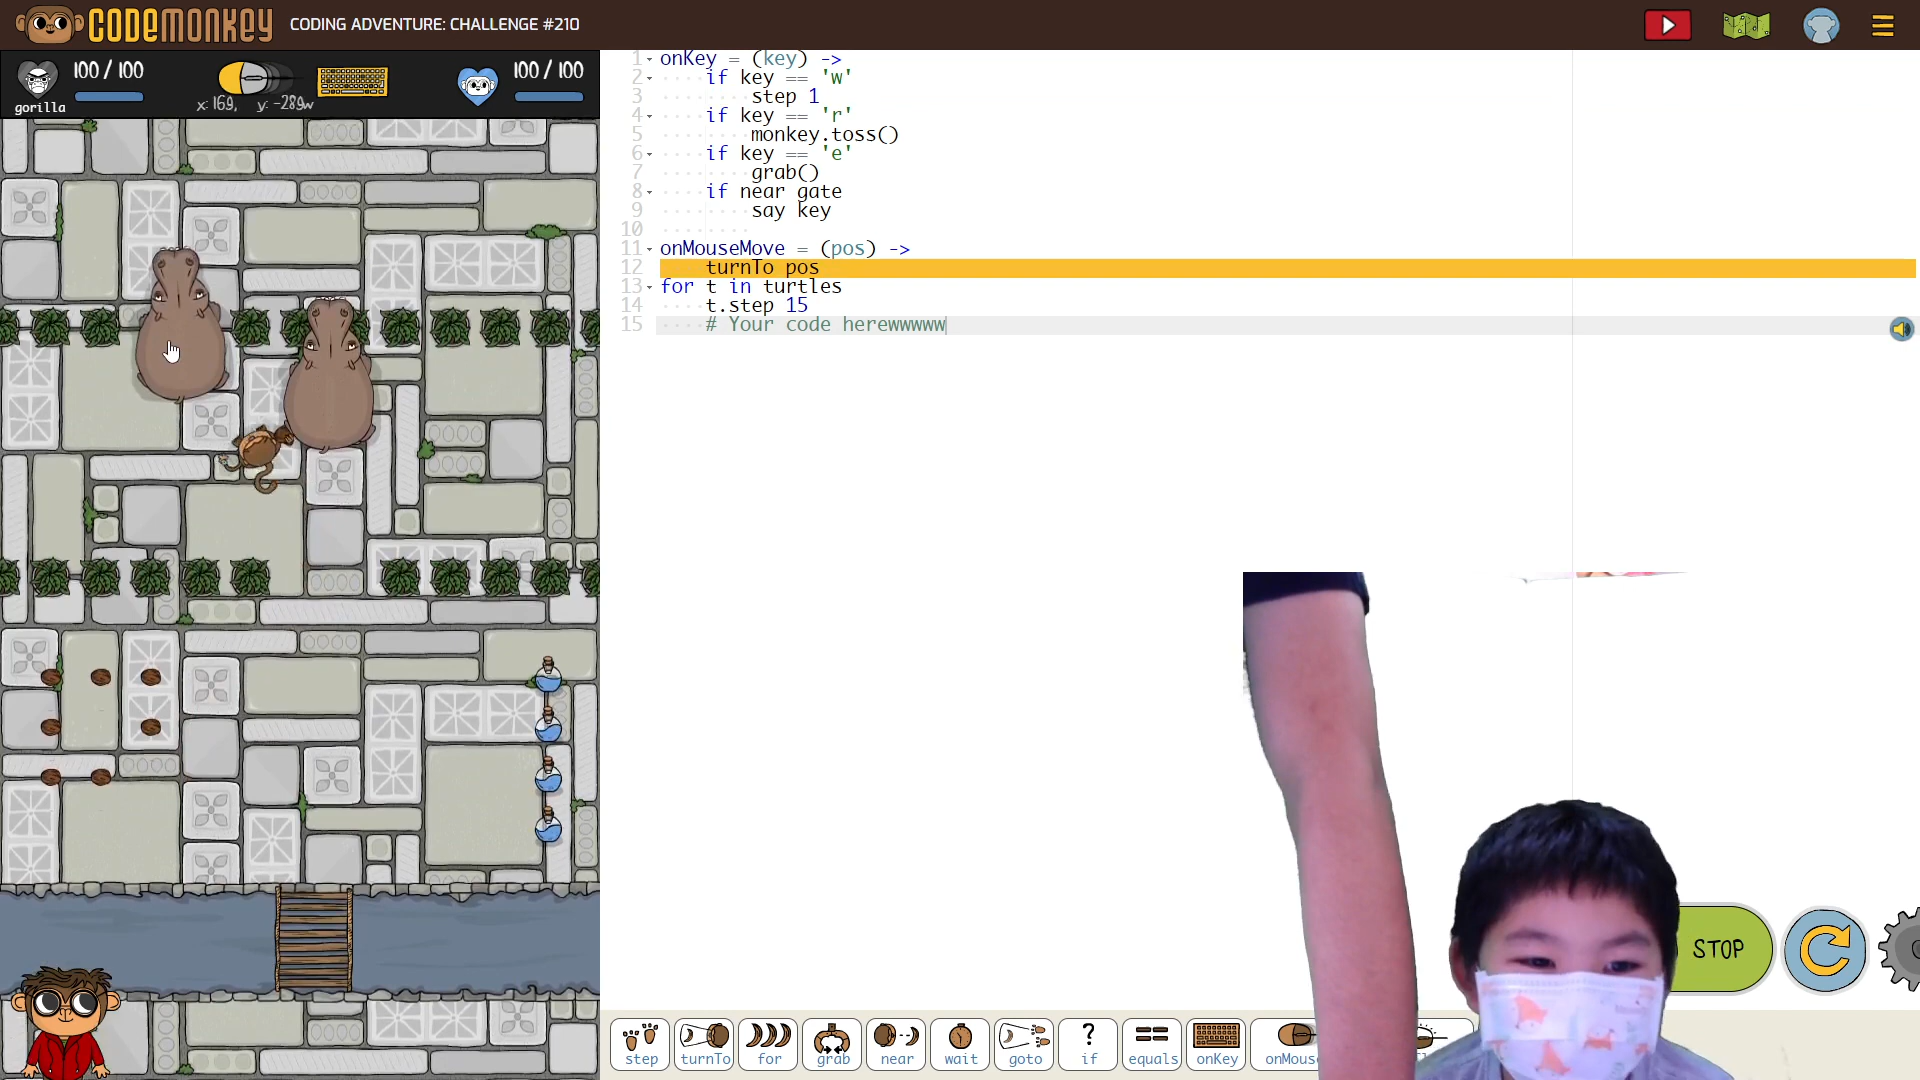 CODEMONKEY CODING ADVENTURE: CHALLENGE #210
100 / 100
100 / 100
gorilla
x: 169, y: -289w
1 onKey = (key) ->
2 if key == 'w'
3 step 1
4 if key == 'r'
5 monkey.toss()
6 if key == 'e'
7 grab()
8 if near gate
9 say key
10
11 onMouseMove = (pos) ->
12 turnTo pos
13 for t in turtles
14 t.step 15
15 # Your code herewwwww
STOP
step turnTo for grab near wait goto if equals onKey onMous